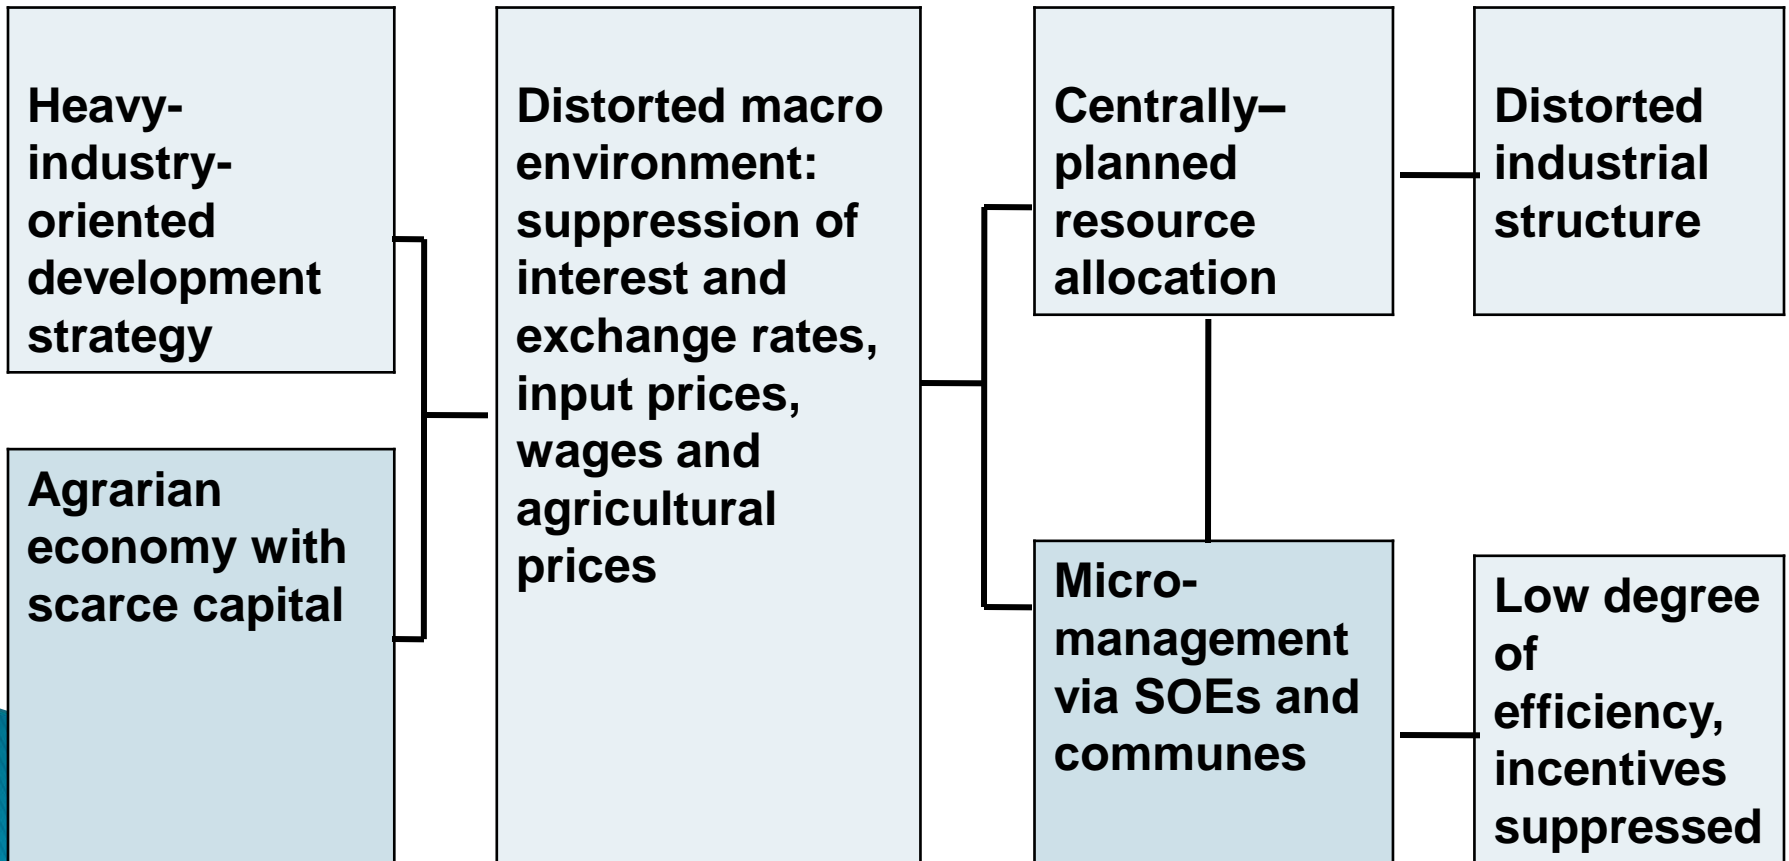 Heavy-
industry-
oriented
development
strategy
Agrarian
economy with
scarce capital
Distorted macro
environment:
suppression of
interest and
exchange rates,
input prices,
wages and
agricultural
prices
Centrally–
planned
resource
allocation
Micro-
management
via SOEs and
communes
Distorted
industrial
structure
Low degree
of
efficiency,
incentives
suppressed